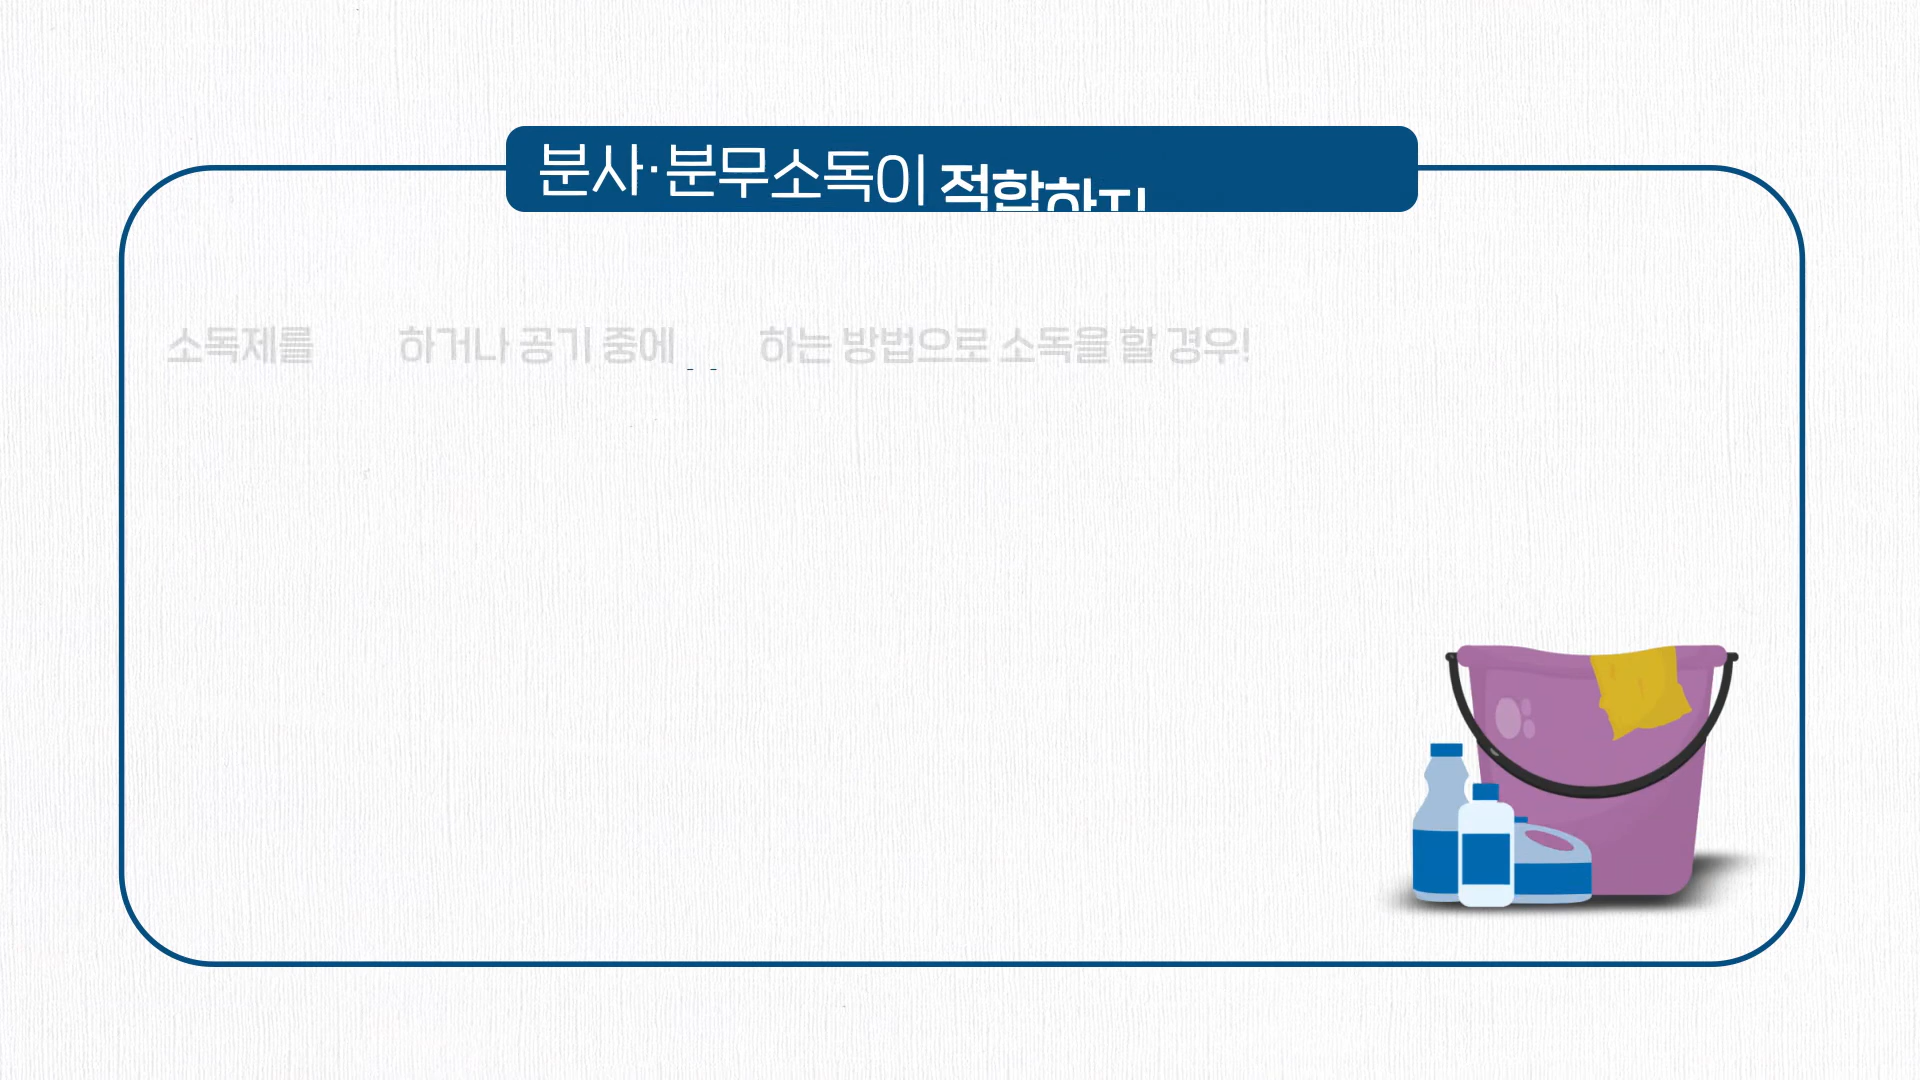 분사·분무소독이 적합하지
소독제를 하거나 공기 중에 하는 방법으로 소독을 할 경우!